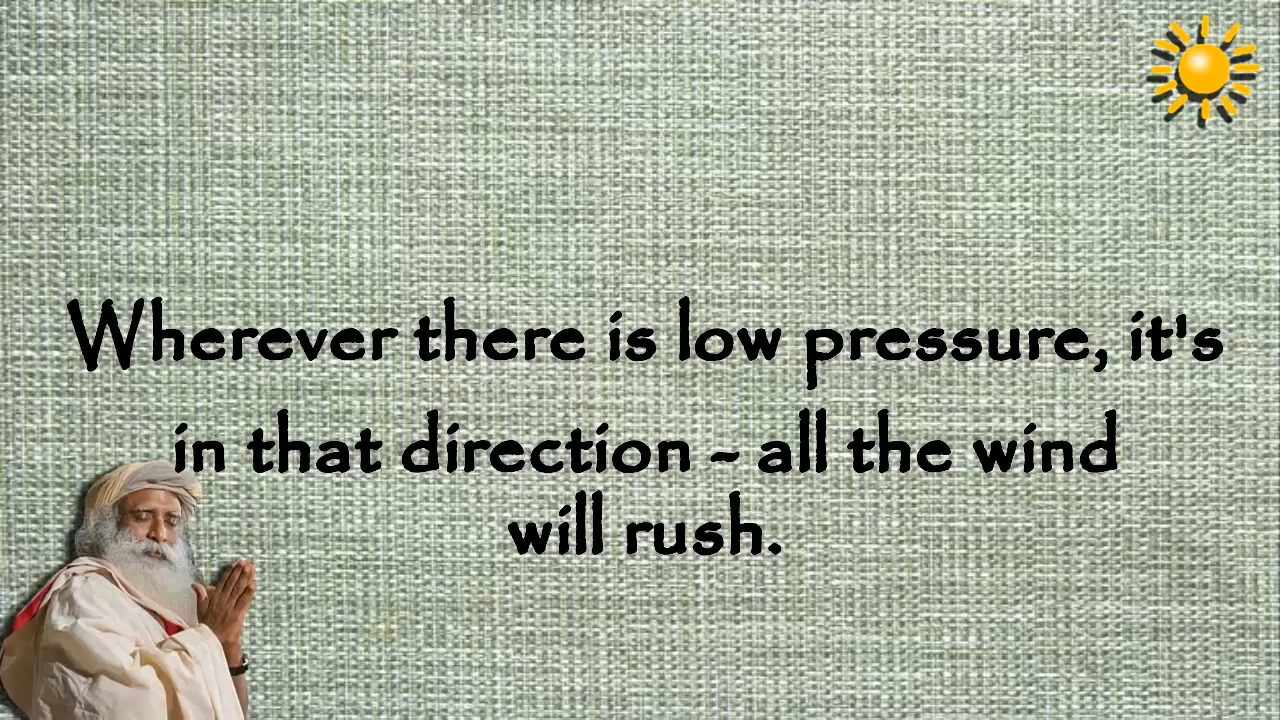 Wherever there is low pressure, it's
in that direction - all the wind
will rush.